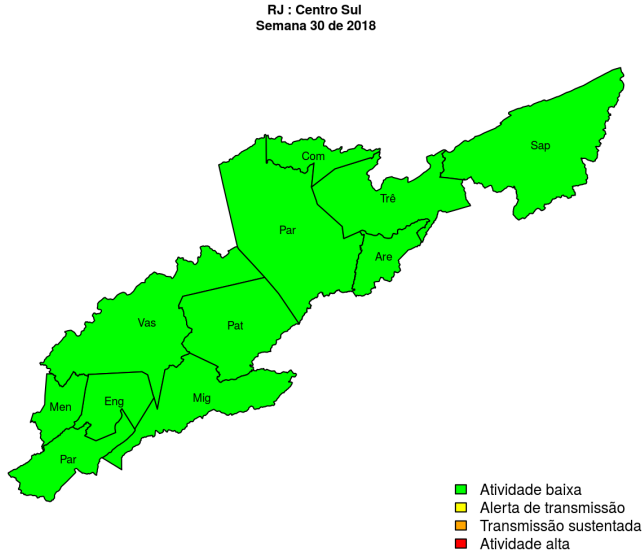 RJ : Centro Sul
Semana 30 de 2018
Sap
Com
Trê
Par
Are
Vas
Pat
Mig
Men
Eng
Par
Atividade baixa
Alerta de transmissão
Transmissão sustentada
Atividade alta